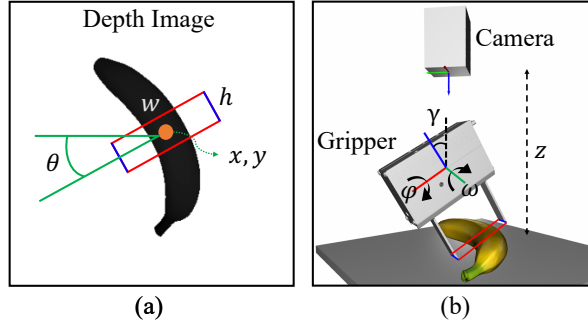 Depth Image
w
h
x, y
θ
(a)
Camera
γ
Gripper
z
φ
ω
(b)